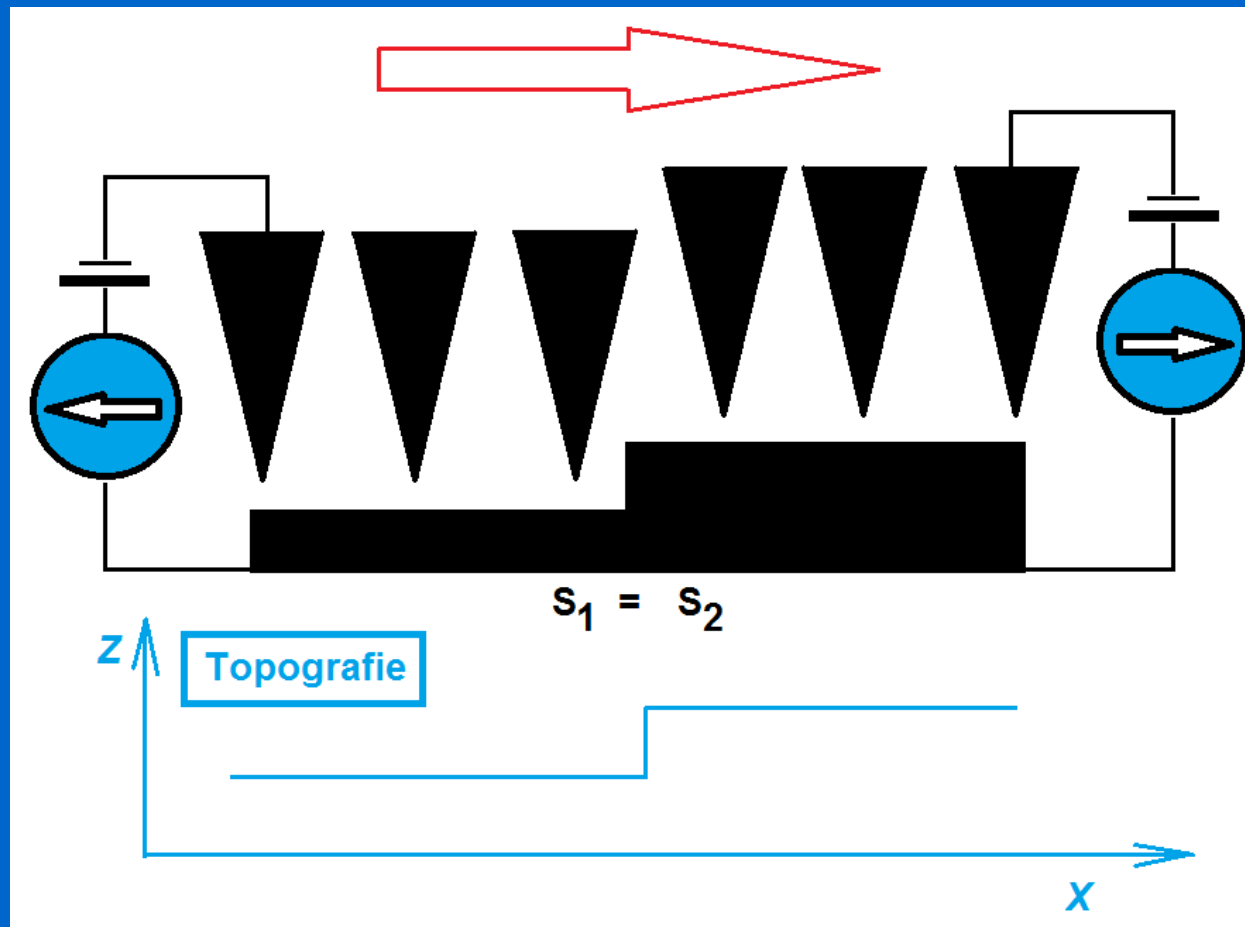 S₁ = S₂
Z
Topografie
X